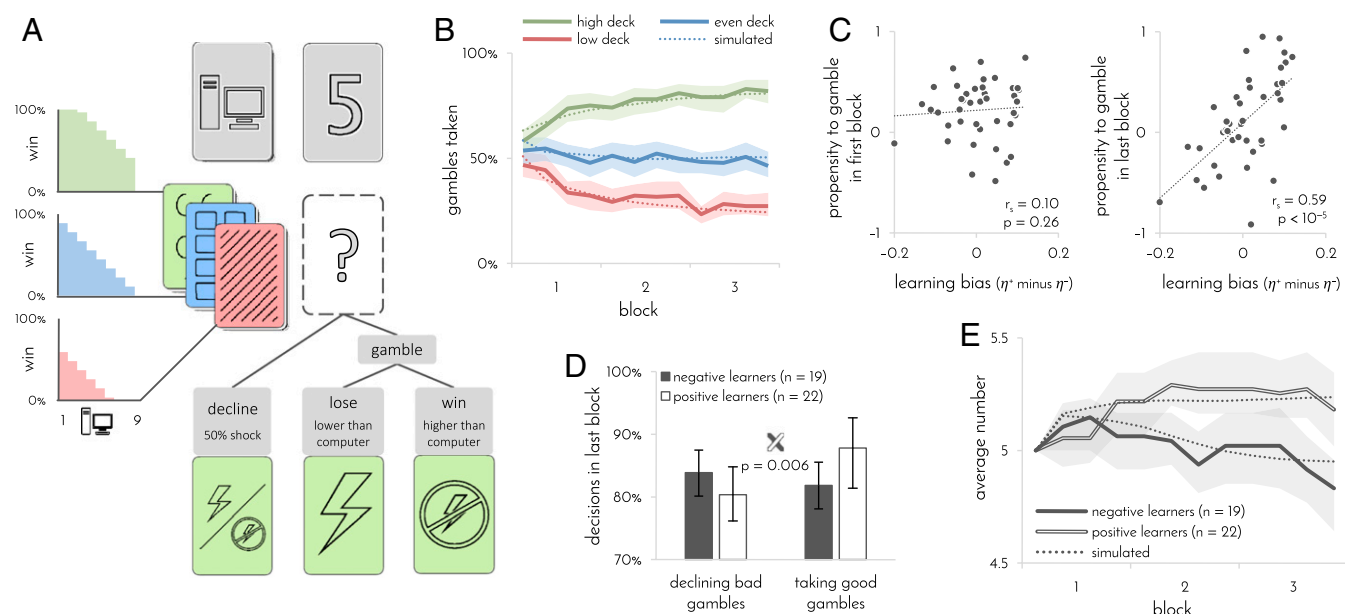 A
5
100%
win
0%
100%
win
0%
100%
win
0%
1
9
?
gamble
decline
50% shock
lose
lower than
computer
win
higher than
computer
B
high deck
low deck
even deck
simulated
100%
50%
0%
gambles taken
1
2
3
block
C
propensity to gamble
in first block
1
0
-1
-0.2
0
0.2
rs = 0.10
p = 0.26
learning bias (η⁺ minus η⁻)
propensity to gamble
in last block
1
0
-1
-0.2
0
0.2
rs = 0.59
p < 10⁻⁵
learning bias (η⁺ minus η⁻)
D
decisions in last block
100%
90%
80%
70%
negative learners (n = 19)
positive learners (n = 22)
p = 0.006
declining bad
gambles
taking good
gambles
E
average number
5.5
5
4.5
negative learners (n = 19)
positive learners (n = 22)
simulated
1
2
3
block